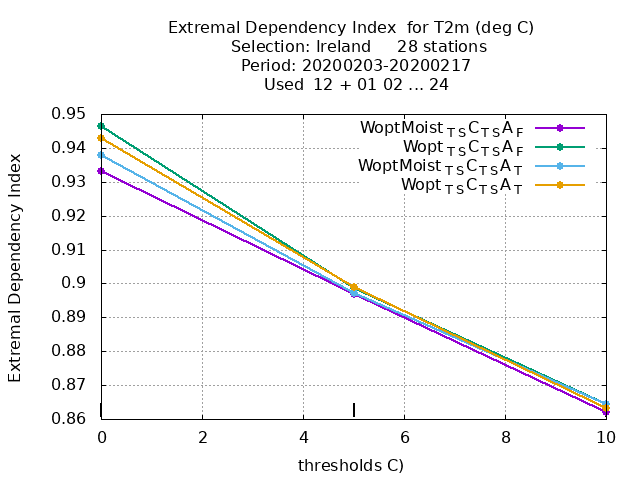 Extremal Dependency Index  for T2m (deg C)
Selection: Ireland     28 stations
Period: 20200203-20200217
Used  12 + 01 02 ... 24
Extremal Dependency Index
0.95
0.94
0.93
0.92
0.91
0.9
0.89
0.88
0.87
0.86
WoptMoist TS C TS A F
Wopt TS C TS A F
WoptMoist TS C TS A T
Wopt TS C TS A T
0 2 4 6 8 10
thresholds C)